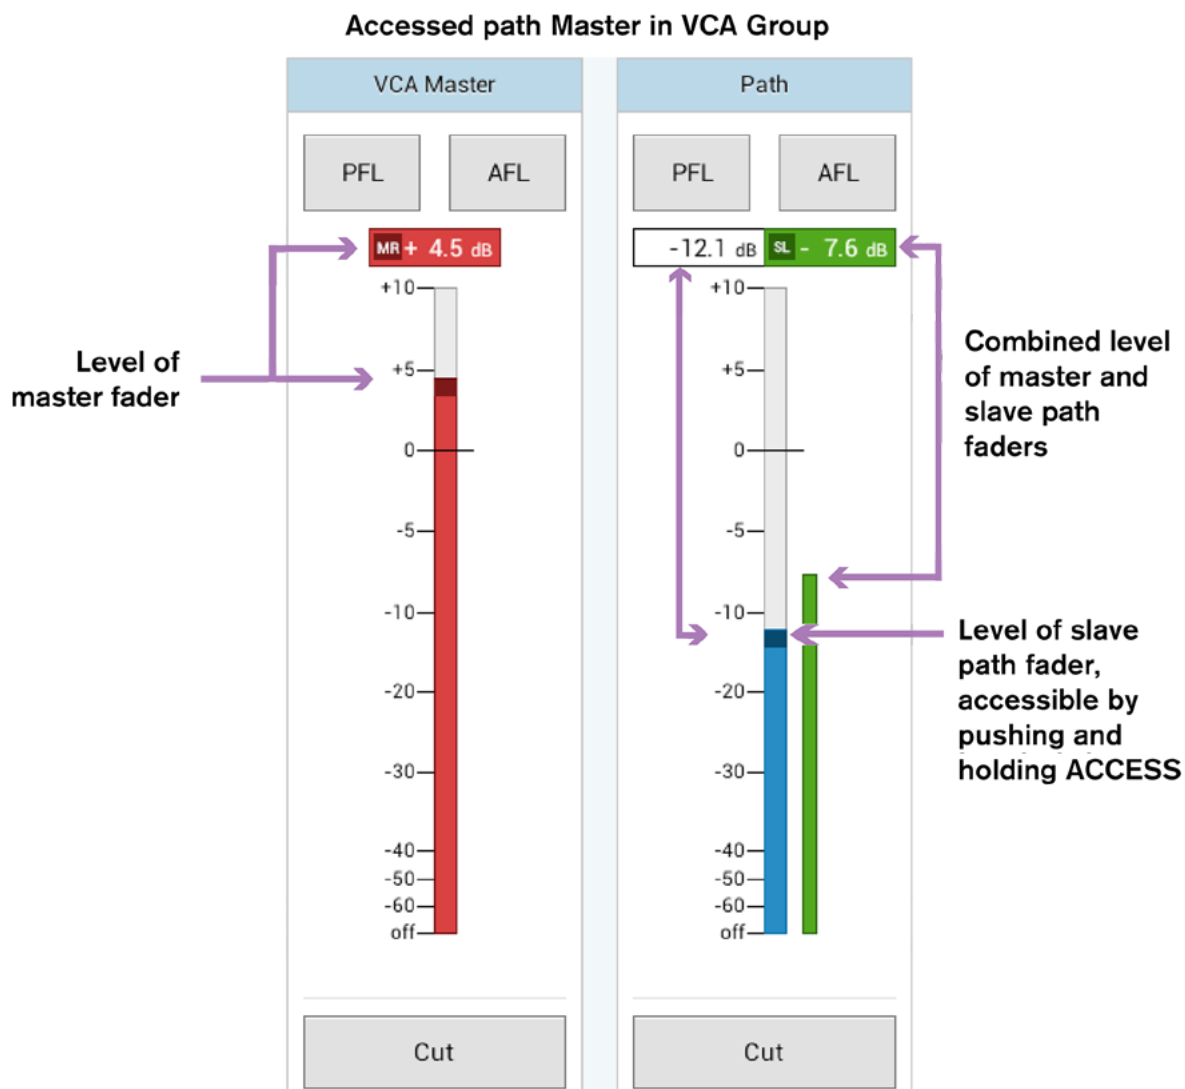 Accessed path Master in VCA Group
VCA Master
PFL
AFL
MR + 4.5 dB
+10
+5
0
-5
-10
-20
-30
-40
-50
-60
off
Cut
Path
PFL
AFL
-12.1 dB
SL - 7.6 dB
+10
+5
0
-5
-10
-20
-30
-40
-50
-60
off
Cut
Level of
master fader
Combined level
of master and
slave path
faders
Level of slave
path fader,
accessible by
pushing and
holding ACCESS